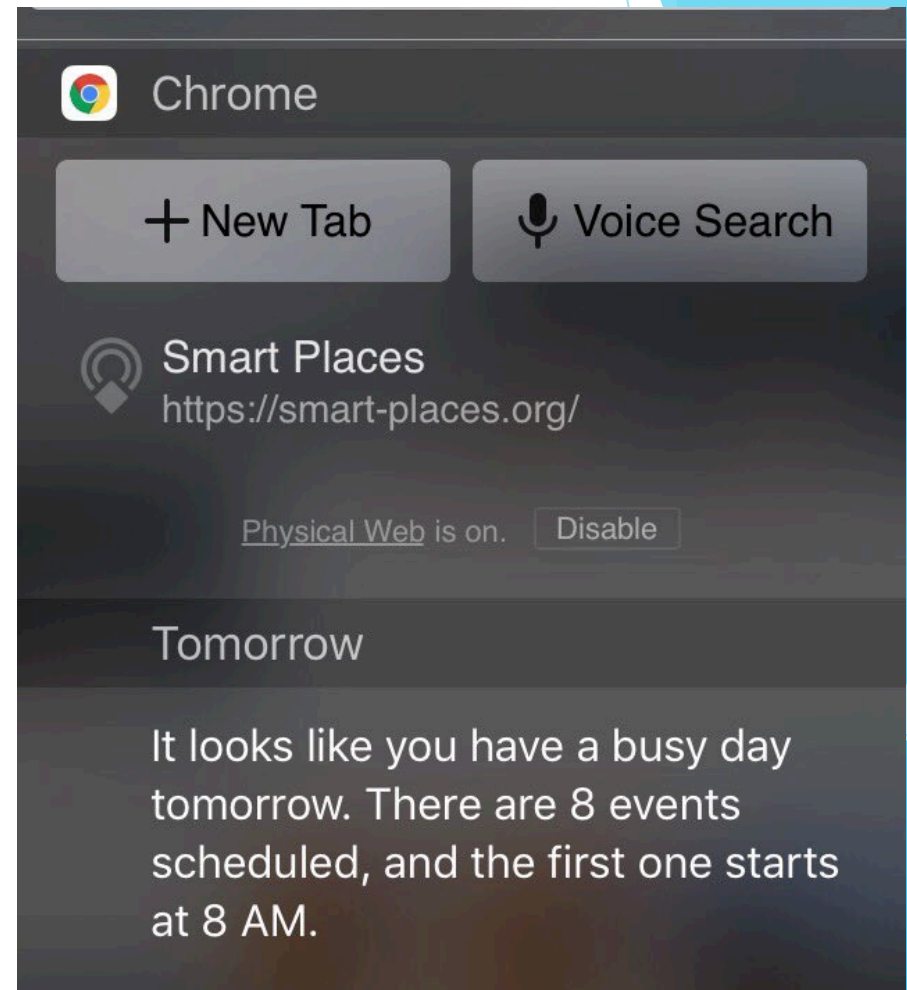 Chrome
+ New Tab
Voice Search
Smart Places
https://smart-places.org/
Physical Web is on. Disable
Tomorrow
It looks like you have a busy day
tomorrow. There are 8 events
scheduled, and the first one starts
at 8 AM.